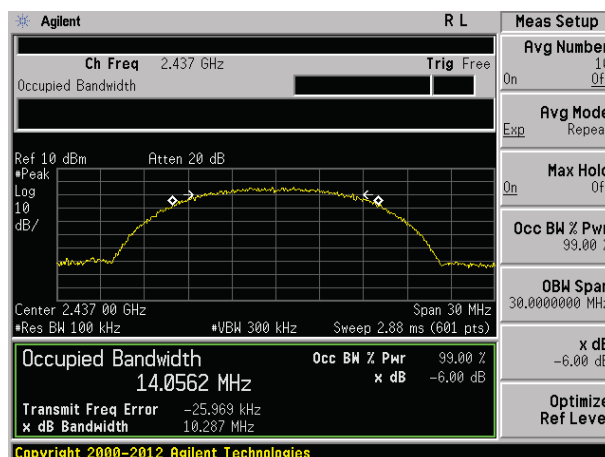 Agilent R L Meas Setup
Ch Freq 2.437 GHz Trig Free
Occupied Bandwidth
Avg Number
10
On Off
Avg Mode
Exp Repeat
Max Hold
On Off
Occ BW % Pwr
99.00 %
OBW Span
30.0000000 MHz
x dB
-6.00 dB
Optimize
Ref Level
Ref 10 dBm Atten 20 dB
#Peak
Log
10
dB/
Center 2.437 00 GHz Span 30 MHz
#Res BW 100 kHz #VBW 300 kHz Sweep 2.88 ms (601 pts)
Occupied Bandwidth Occ BW % Pwr 99.00 %
14.0562 MHz x dB -6.00 dB
Transmit Freq Error -25.969 kHz
x dB Bandwidth 10.287 MHz
Copyright 2000-2012 Agilent Technologies